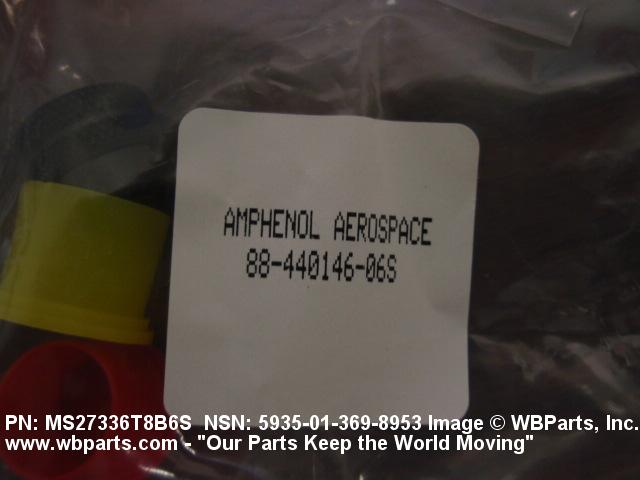 AMPHENOL AEROSPACE
88-440146-06S
PN: MS27336T8B6S NSN: 5935-01-369-8953 Image © WBParts, Inc.
www.wbparts.com - "Our Parts Keep the World Moving"